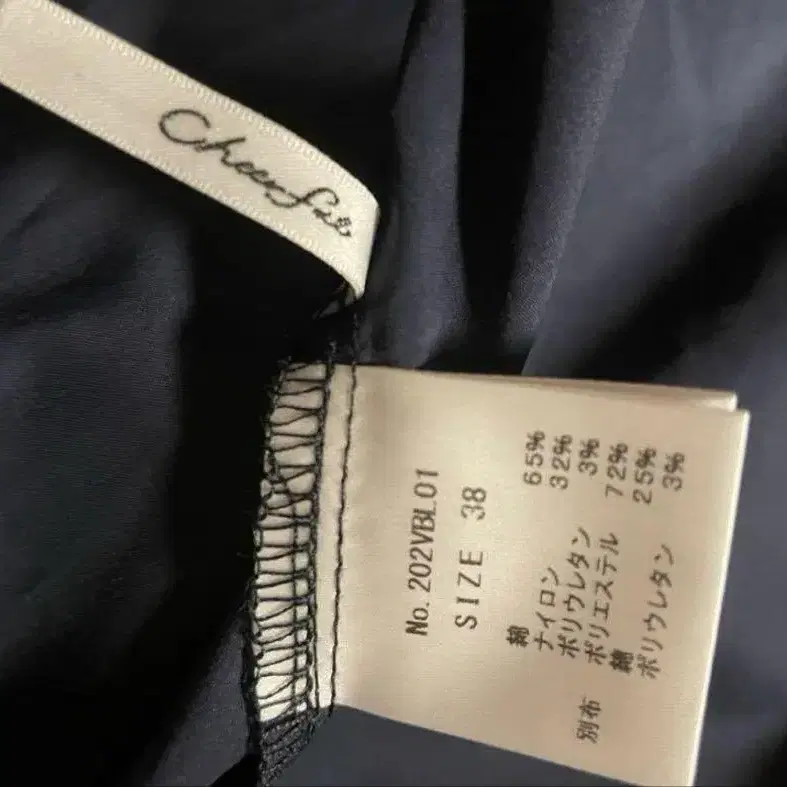 No. 202VBL01
SIZE 38
綿 65%
ナイロン 32%
ポリウレタン 3%
別布 ポリエステル 72%
綿 25%
ポリウレタン 3%